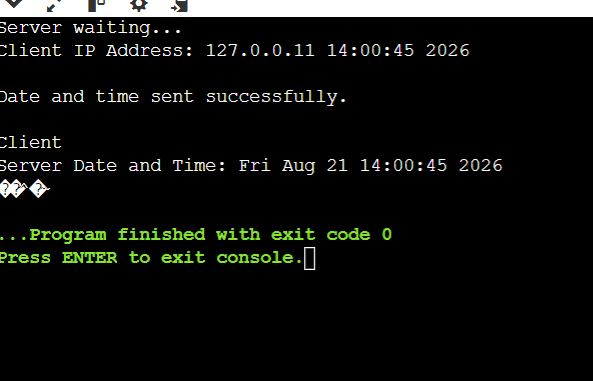 Server waiting...
Client IP Address: 127.0.0.11 14:00:45 2026
Date and time sent successfully.
Client
Server Date and Time: Fri Aug 21 14:00:45 2026
...Program finished with exit code 0
Press ENTER to exit console.